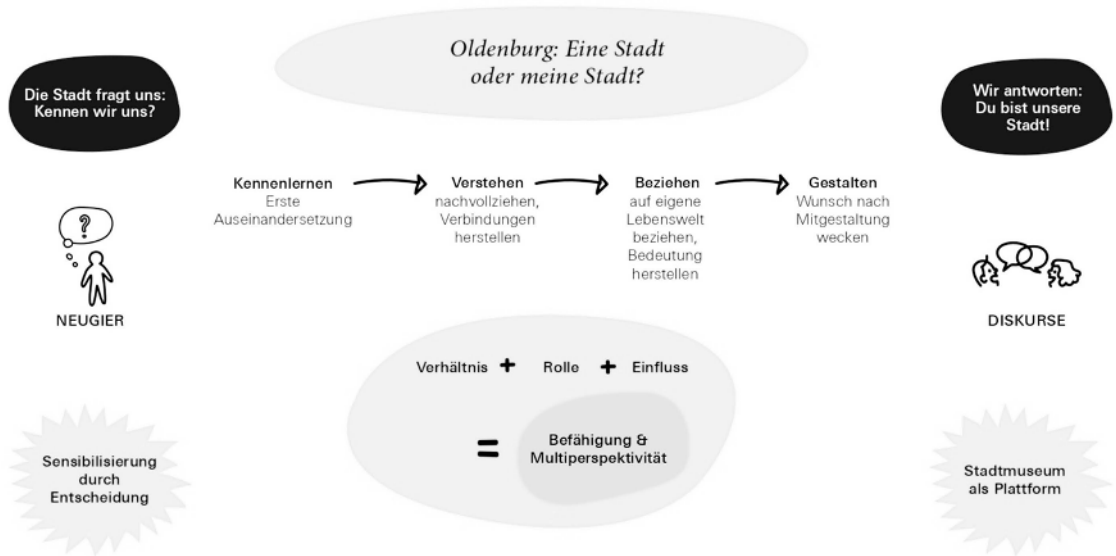 Oldenburg: Eine Stadt
oder meine Stadt?
Die Stadt fragt uns:
Kennen wir uns?
Wir antworten:
Du bist unsere
Stadt!
Kennenlernen
Erste
Auseinandersetzung
Verstehen
nachvollziehen,
Verbindungen
herstellen
Beziehen
auf eigene
Lebenswelt
beziehen,
Bedeutung
herstellen
Gestalten
Wunsch nach
Mitgestaltung
wecken
?
NEUGIER
DISKURSE
Verhältnis + Rolle + Einfluss
= Befähigung &
Multiperspektivität
Sensibilisierung
durch
Entscheidung
Stadtmuseum
als Plattform